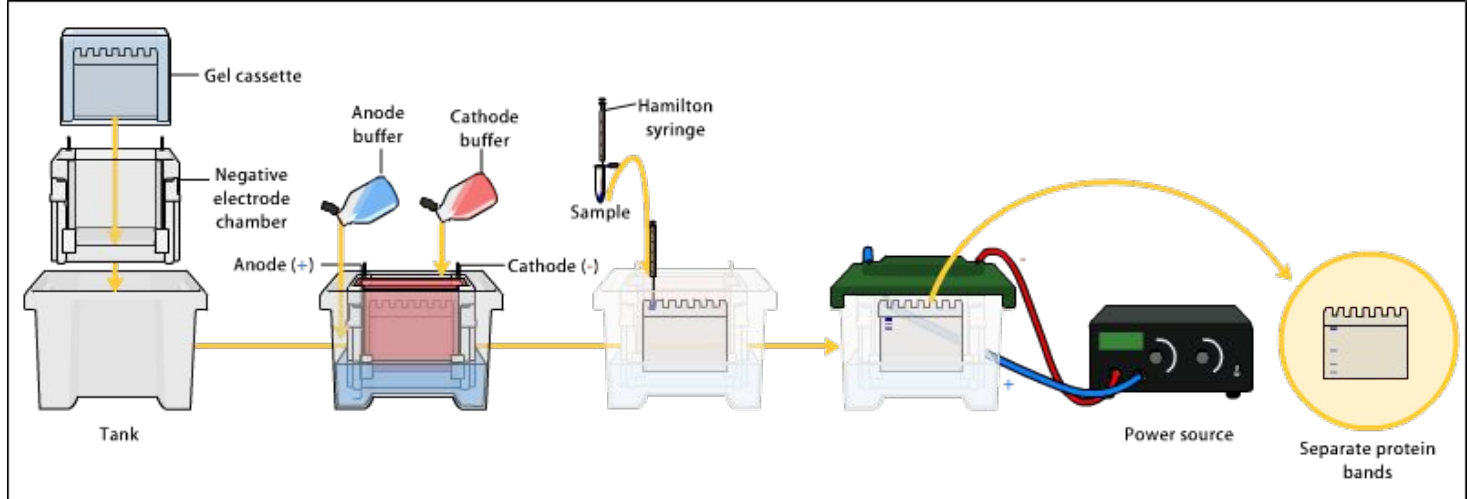 Gel cassette
Negative
electrode
chamber
Tank
Anode
buffer
Cathode
buffer
Anode (+)
Cathode (-)
Hamilton
syringe
Sample
-
+
Power source
Separate protein
bands